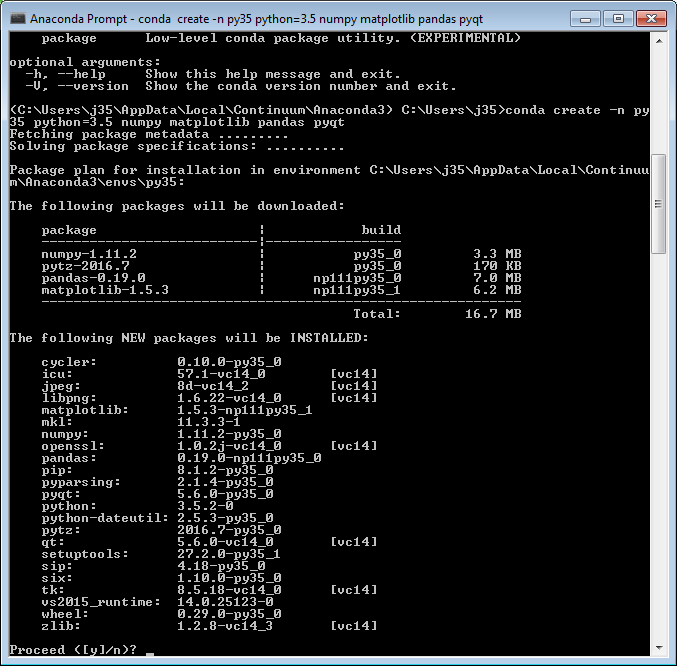 Anaconda Prompt - conda  create -n py35 python=3.5 numpy matplotlib pandas pyqt
    package      Low-level conda package utility. (EXPERIMENTAL)
optional arguments:
  -h, --help     Show this help message and exit.
  -V, --version  Show the conda version number and exit.
(C:\Users\j35\AppData\Local\Continuum\Anaconda3) C:\Users\j35>conda create -n py
35 python=3.5 numpy matplotlib pandas pyqt
Fetching package metadata .........
Solving package specifications: ..........
Package plan for installation in environment C:\Users\j35\AppData\Local\Continuu
m\Anaconda3\envs\py35:
The following packages will be downloaded:
    package                    |            build
    ---------------------------|-----------------
    numpy-1.11.2               |           py35_0         3.3 MB
    pytz-2016.7                |           py35_0         170 KB
    pandas-0.19.0              |      np111py35_0         7.0 MB
    matplotlib-1.5.3           |      np111py35_1         6.2 MB
    ------------------------------------------------------------
                                           Total:        16.7 MB
The following NEW packages will be INSTALLED:
    cycler:          0.10.0-py35_0
    icu:             57.1-vc14_0        [vc14]
    jpeg:            8d-vc14_2          [vc14]
    libpng:          1.6.22-vc14_0      [vc14]
    matplotlib:      1.5.3-np111py35_1
    mkl:             11.3.3-1
    numpy:           1.11.2-py35_0
    openssl:         1.0.2j-vc14_0      [vc14]
    pandas:          0.19.0-np111py35_0
    pip:             8.1.2-py35_0
    pyparsing:       2.1.4-py35_0
    pyqt:            5.6.0-py35_0
    python:          3.5.2-0
    python-dateutil: 2.5.3-py35_0
    pytz:            2016.7-py35_0
    qt:              5.6.0-vc14_0       [vc14]
    setuptools:      27.2.0-py35_1
    sip:             4.18-py35_0
    six:             1.10.0-py35_0
    tk:              8.5.18-vc14_0      [vc14]
    vs2015_runtime:  14.0.25123-0
    wheel:           0.29.0-py35_0
    zlib:            1.2.8-vc14_3       [vc14]
Proceed ([y]/n)? _